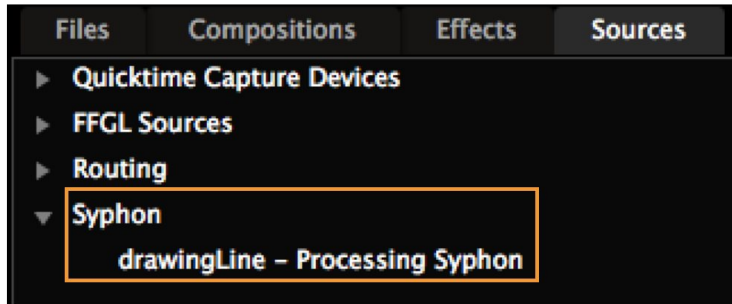 Files Compositions Effects Sources
Quicktime Capture Devices
FFGL Sources
Routing
Syphon
drawingLine – Processing Syphon